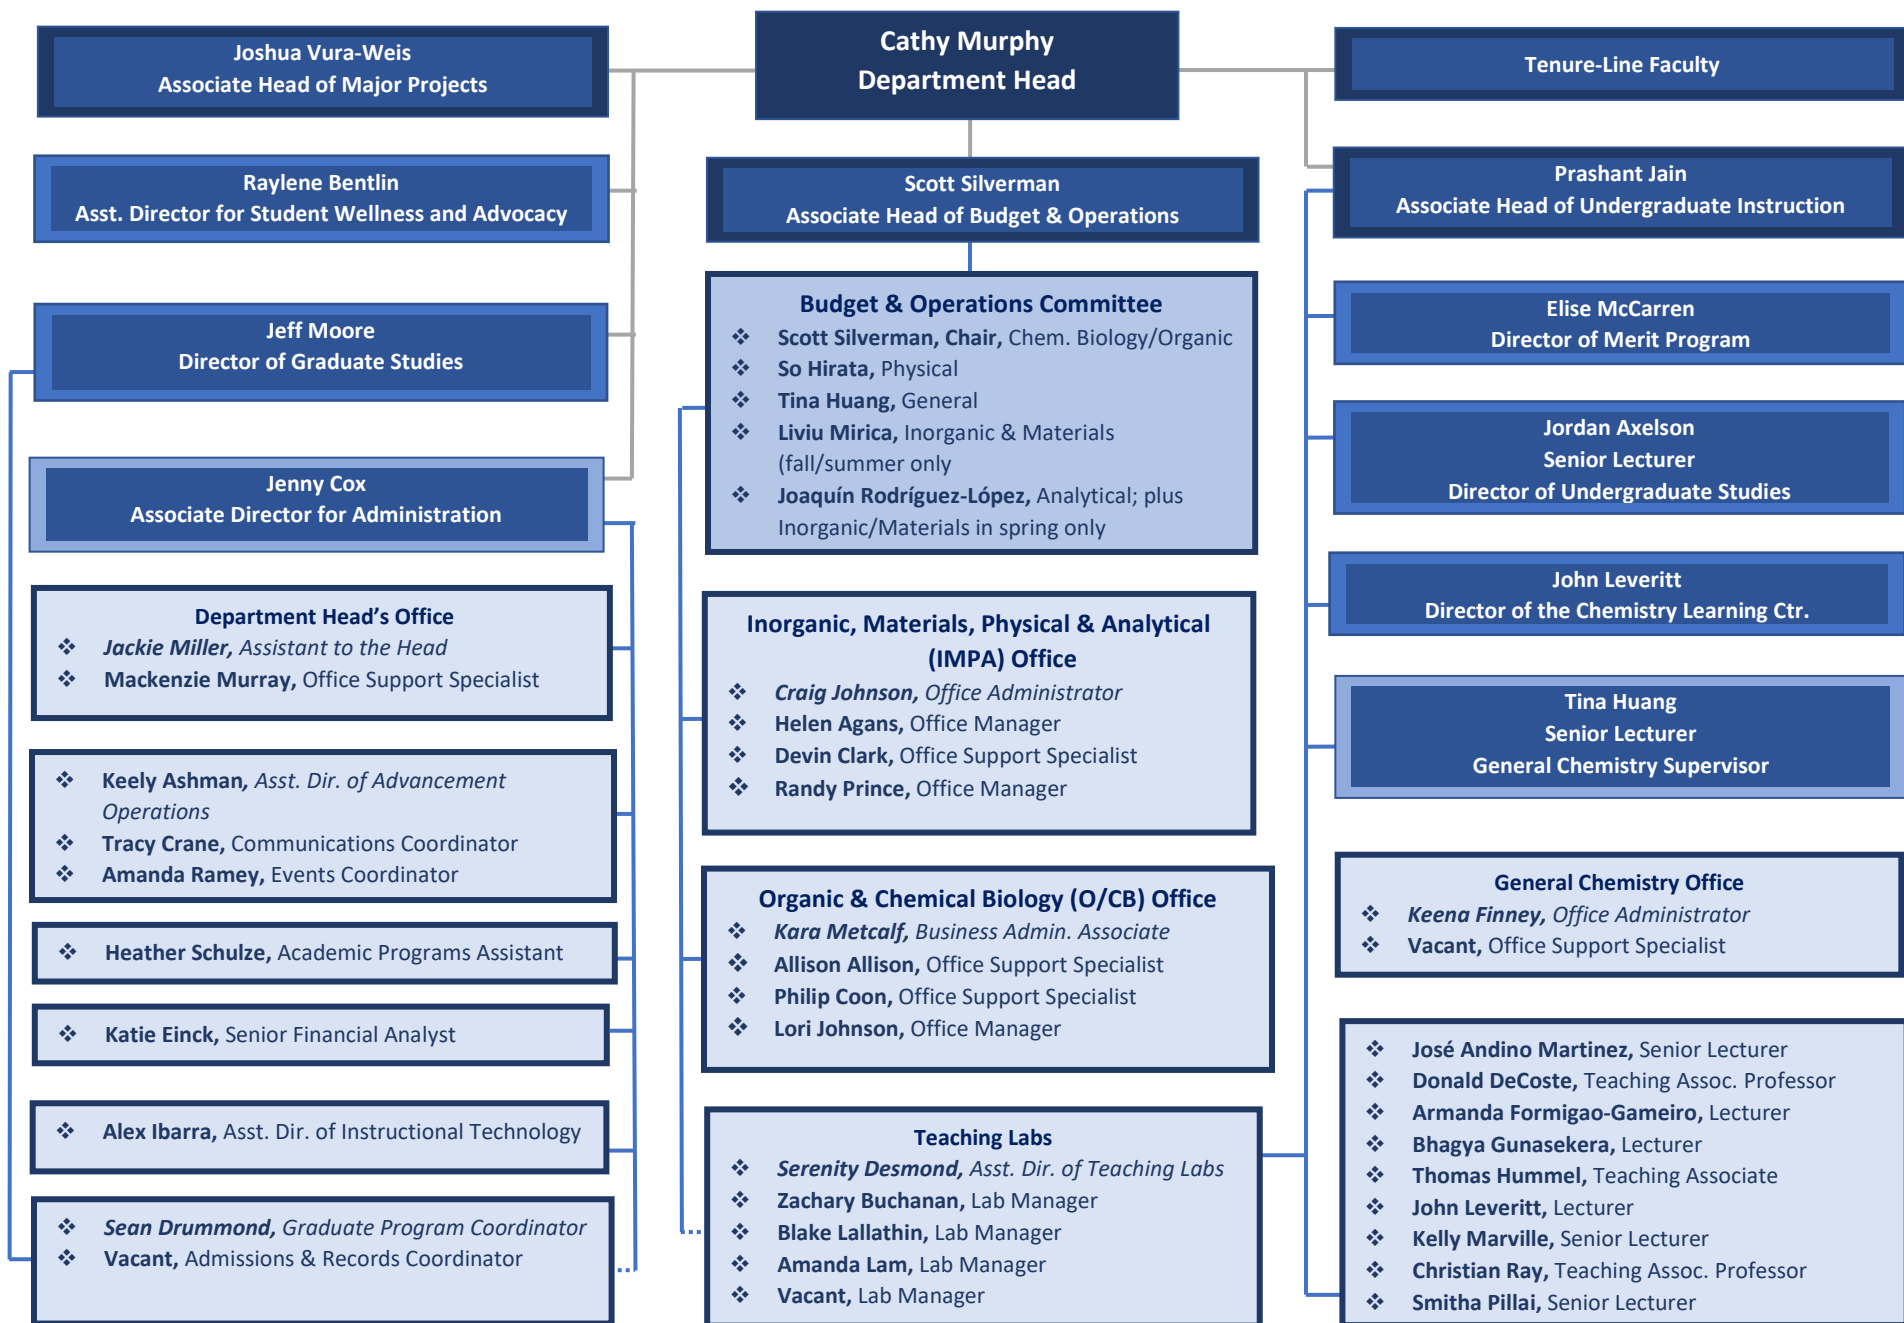 Cathy Murphy
Department Head
Joshua Vura-Weis
Associate Head of Major Projects
Raylene Bentlin
Asst. Director for Student Wellness and Advocacy
Jeff Moore
Director of Graduate Studies
Jenny Cox
Associate Director for Administration
Department Head’s Office
❖ Jackie Miller, Assistant to the Head
❖ Mackenzie Murray, Office Support Specialist
❖ Keely Ashman, Asst. Dir. of Advancement
Operations
❖ Tracy Crane, Communications Coordinator
❖ Amanda Ramey, Events Coordinator
❖ Heather Schulze, Academic Programs Assistant
❖ Katie Einck, Senior Financial Analyst
❖ Alex Ibarra, Asst. Dir. of Instructional Technology
❖ Sean Drummond, Graduate Program Coordinator
❖ Vacant, Admissions & Records Coordinator
Scott Silverman
Associate Head of Budget & Operations
Budget & Operations Committee
❖ Scott Silverman, Chair, Chem. Biology/Organic
❖ So Hirata, Physical
❖ Tina Huang, General
❖ Liviu Mirica, Inorganic & Materials
(fall/summer only
❖ Joaquín Rodríguez-López, Analytical; plus
Inorganic/Materials in spring only
Inorganic, Materials, Physical & Analytical
(IMPA) Office
❖ Craig Johnson, Office Administrator
❖ Helen Agans, Office Manager
❖ Devin Clark, Office Support Specialist
❖ Randy Prince, Office Manager
Organic & Chemical Biology (O/CB) Office
❖ Kara Metcalf, Business Admin. Associate
❖ Allison Allison, Office Support Specialist
❖ Philip Coon, Office Support Specialist
❖ Lori Johnson, Office Manager
Teaching Labs
❖ Serenity Desmond, Asst. Dir. of Teaching Labs
❖ Zachary Buchanan, Lab Manager
❖ Blake Lallathin, Lab Manager
❖ Amanda Lam, Lab Manager
❖ Vacant, Lab Manager
Tenure-Line Faculty
Prashant Jain
Associate Head of Undergraduate Instruction
Elise McCarren
Director of Merit Program
Jordan Axelson
Senior Lecturer
Director of Undergraduate Studies
John Leveritt
Director of the Chemistry Learning Ctr.
Tina Huang
Senior Lecturer
General Chemistry Supervisor
General Chemistry Office
❖ Keena Finney, Office Administrator
❖ Vacant, Office Support Specialist
❖ José Andino Martinez, Senior Lecturer
❖ Donald DeCoste, Teaching Assoc. Professor
❖ Armanda Formigao-Gameiro, Lecturer
❖ Bhagya Gunasekera, Lecturer
❖ Thomas Hummel, Teaching Associate
❖ John Leveritt, Lecturer
❖ Kelly Marville, Senior Lecturer
❖ Christian Ray, Teaching Assoc. Professor
❖ Smitha Pillai, Senior Lecturer